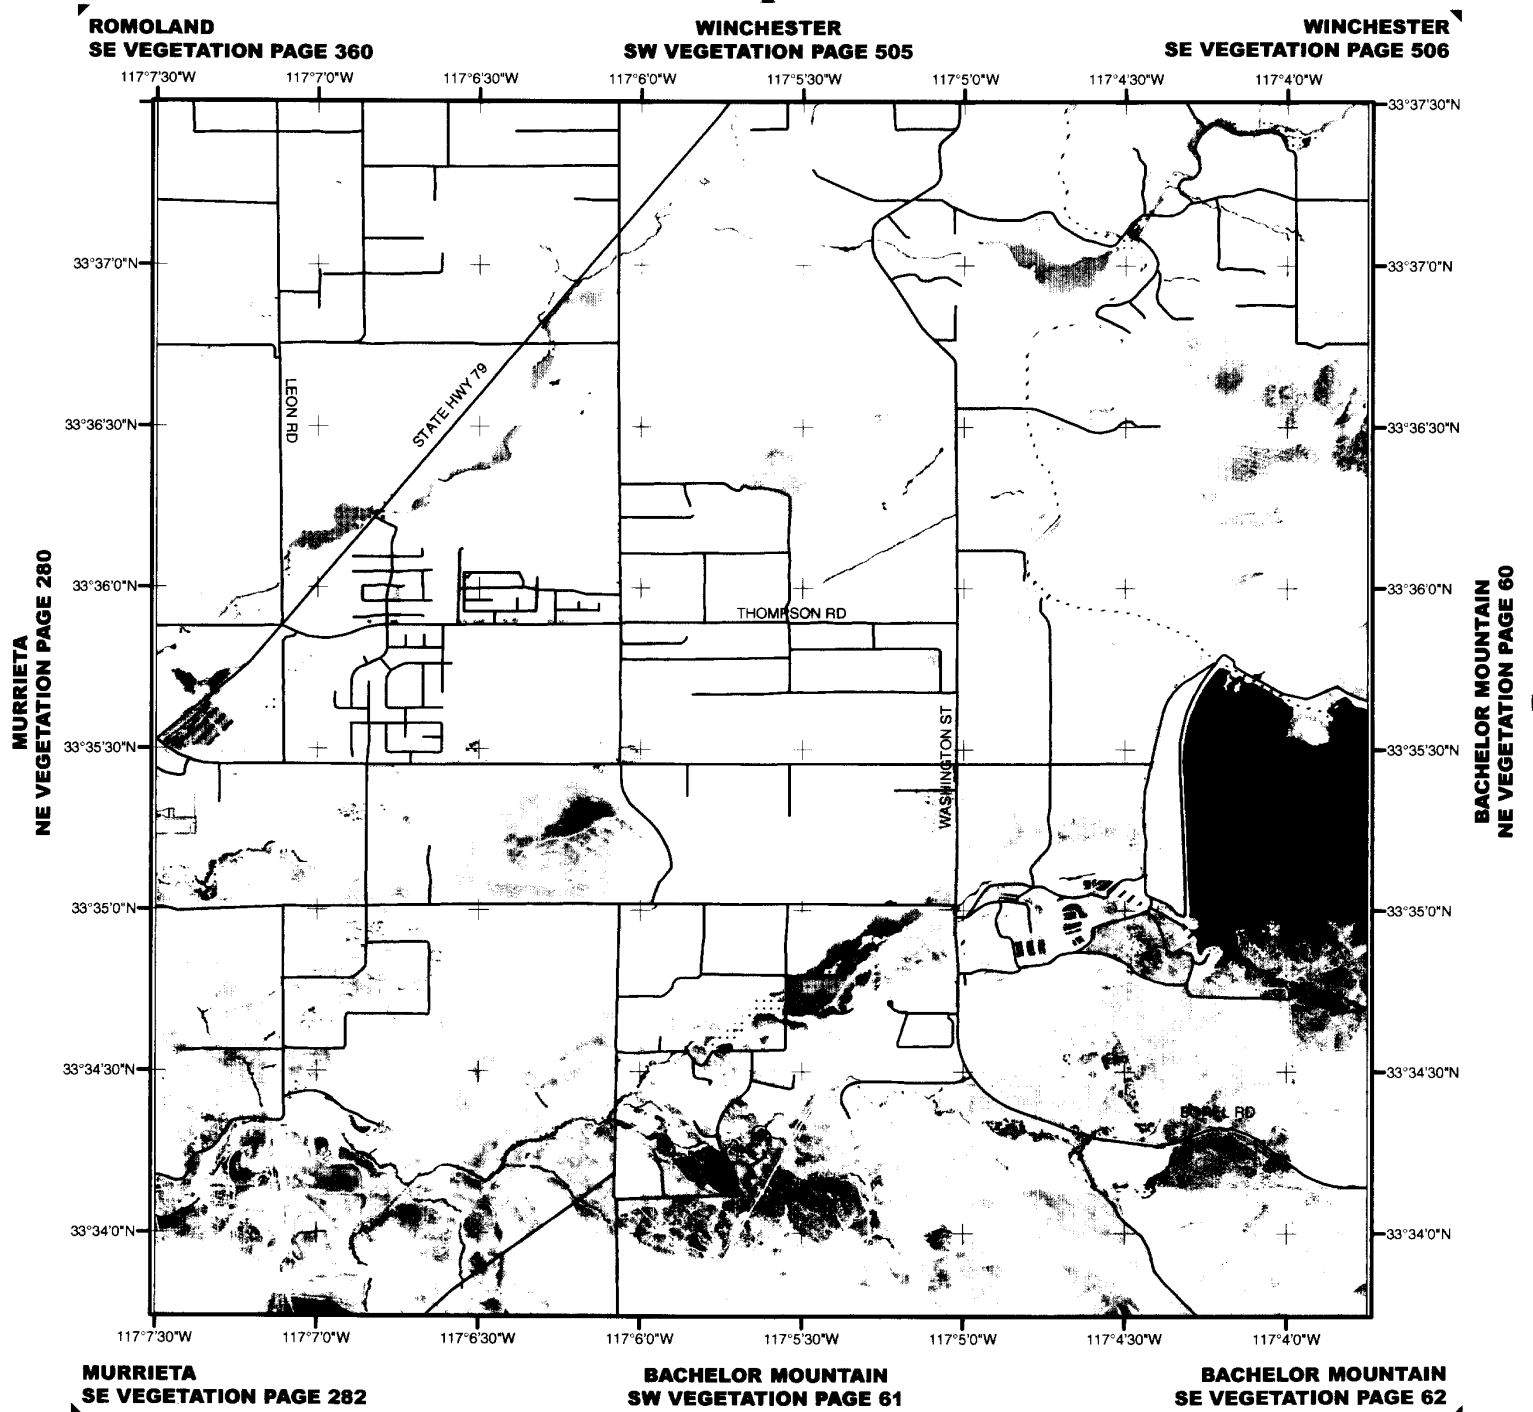 ROMOLAND
SE VEGETATION PAGE 360
WINCHESTER
SW VEGETATION PAGE 505
WINCHESTER
SE VEGETATION PAGE 506
117°7'30"W
117°7'0"W
117°6'30"W
117°6'0"W
117°5'30"W
117°5'0"W
117°4'30"W
117°4'0"W
33°37'30"N
33°37'0"N
33°37'0"N
LEON RD
STATE HWY 79
33°36'30"N
33°36'30"N
MURRIETA
NE VEGETATION PAGE 280
BACHELOR MOUNTAIN
NE VEGETATION PAGE 60
33°36'0"N
33°36'0"N
THOMPSON RD
WASHINGTON ST
33°35'30"N
33°35'30"N
33°35'0"N
33°35'0"N
33°34'30"N
33°34'30"N
BOREL RD
33°34'0"N
33°34'0"N
117°7'30"W
117°7'0"W
117°6'30"W
117°6'0"W
117°5'30"W
117°5'0"W
117°4'30"W
117°4'0"W
MURRIETA
SE VEGETATION PAGE 282
BACHELOR MOUNTAIN
SW VEGETATION PAGE 61
BACHELOR MOUNTAIN
SE VEGETATION PAGE 62